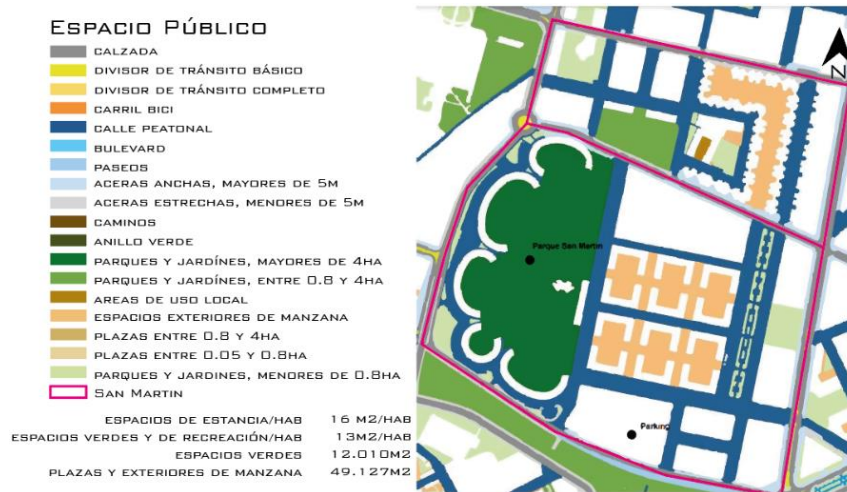 Espacio Público
CALZADA
DIVISOR DE TRÁNSITO BÁSICO
DIVISOR DE TRÁNSITO COMPLETO
CARRIL BICI
CALLE PEATONAL
BULEVARD
PASEOS
ACERAS ANCHAS, MAYORES DE 5M
ACERAS ESTRECHAS, MENORES DE 5M
CAMINOS
ANILLO VERDE
PARQUES Y JARDÍNES, MAYORES DE 4HA
PARQUES Y JARDÍNES, ENTRE 0.8 Y 4HA
AREAS DE USO LOCAL
ESPACIOS EXTERIORES DE MANZANA
PLAZAS ENTRE 0.8 Y 4HA
PLAZAS ENTRE 0.05 Y 0.8HA
PARQUES Y JARDINES, MENORES DE 0.8HA
SAN MARTIN
ESPACIOS DE ESTANCIA/HAB 16 M2/HAB
ESPACIOS VERDES Y DE RECREACIÓN/HAB 13M2/HAB
ESPACIOS VERDES 12.010M2
PLAZAS Y EXTERIORES DE MANZANA 49.127M2
N
Parque San Martin
Parking